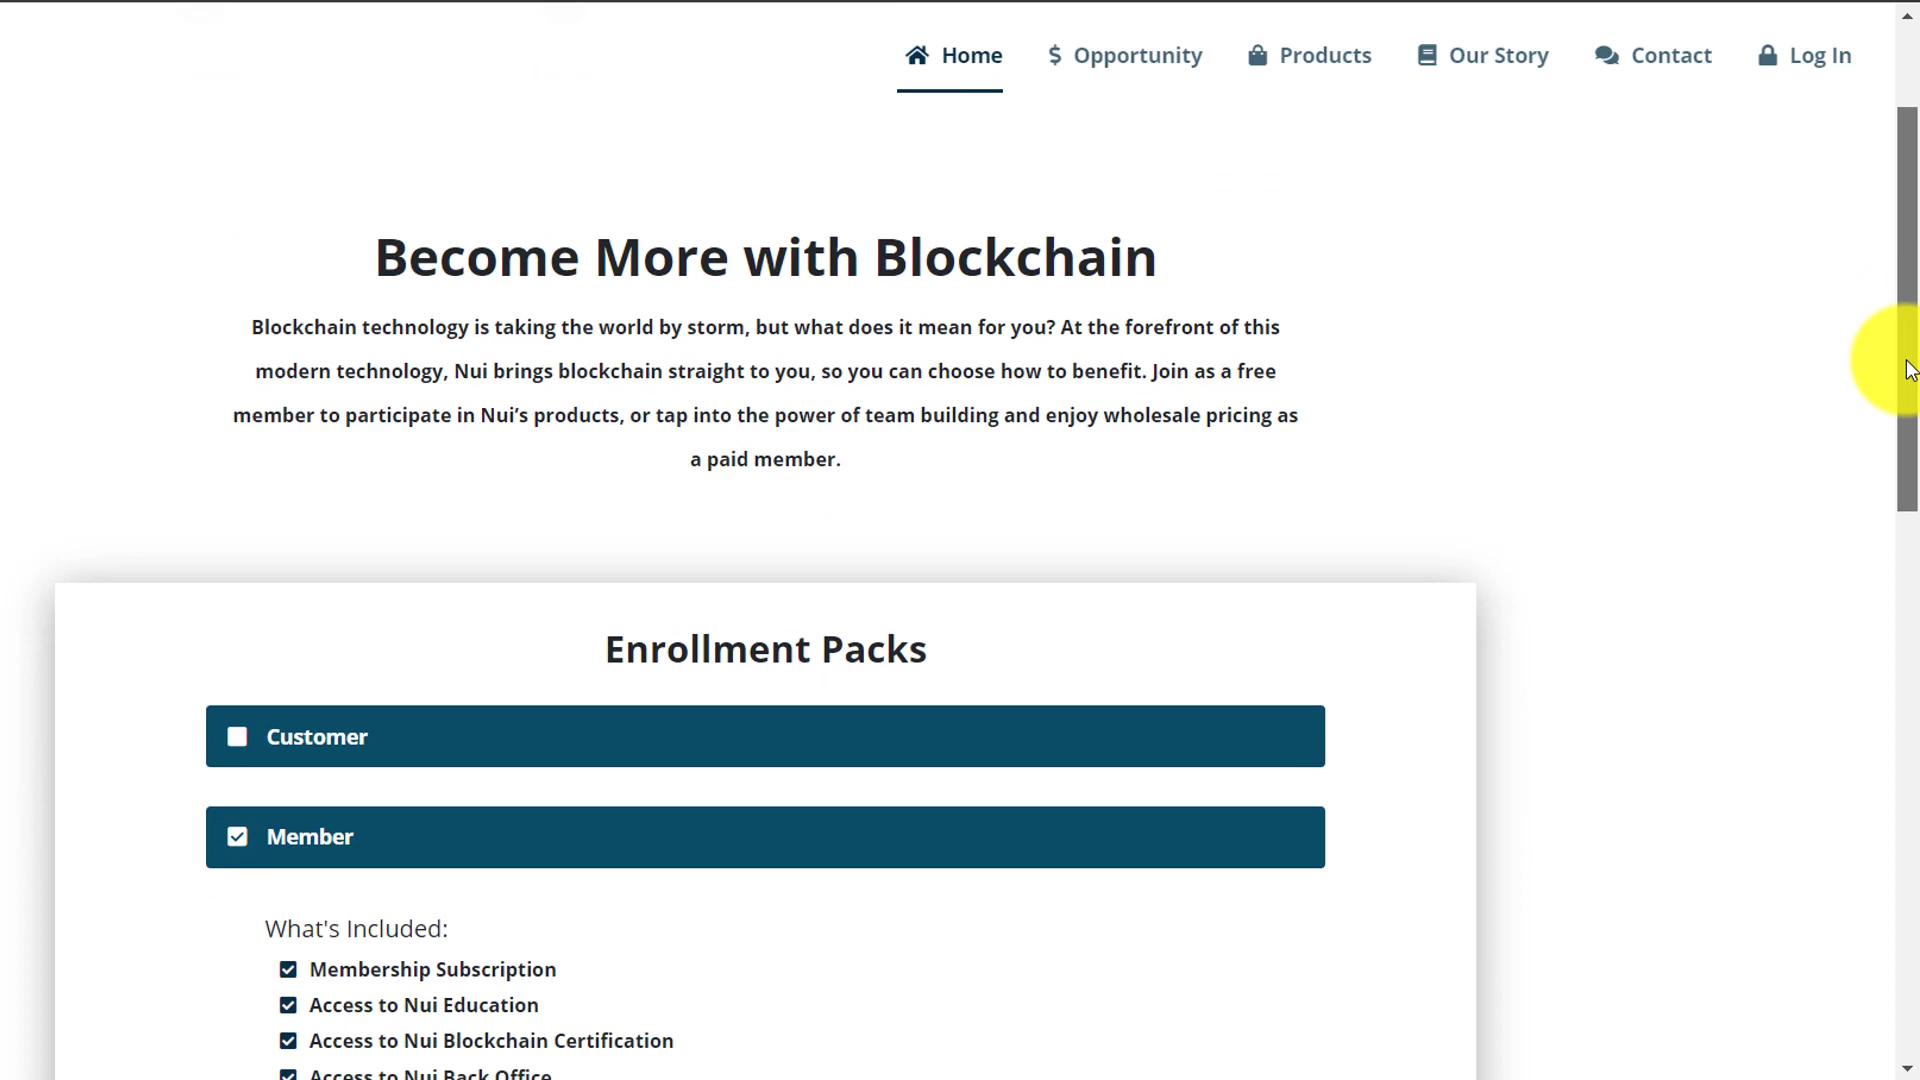 Home Opportunity Products Our Story Contact Log In
Become More with Blockchain
Blockchain technology is taking the world by storm, but what does it mean for you? At the forefront of this
modern technology, Nui brings blockchain straight to you, so you can choose how to benefit. Join as a free
member to participate in Nui’s products, or tap into the power of team building and enjoy wholesale pricing as
a paid member.
Enrollment Packs
Customer
Member
What's Included:
Membership Subscription
Access to Nui Education
Access to Nui Blockchain Certification
Access to Nui Back Office